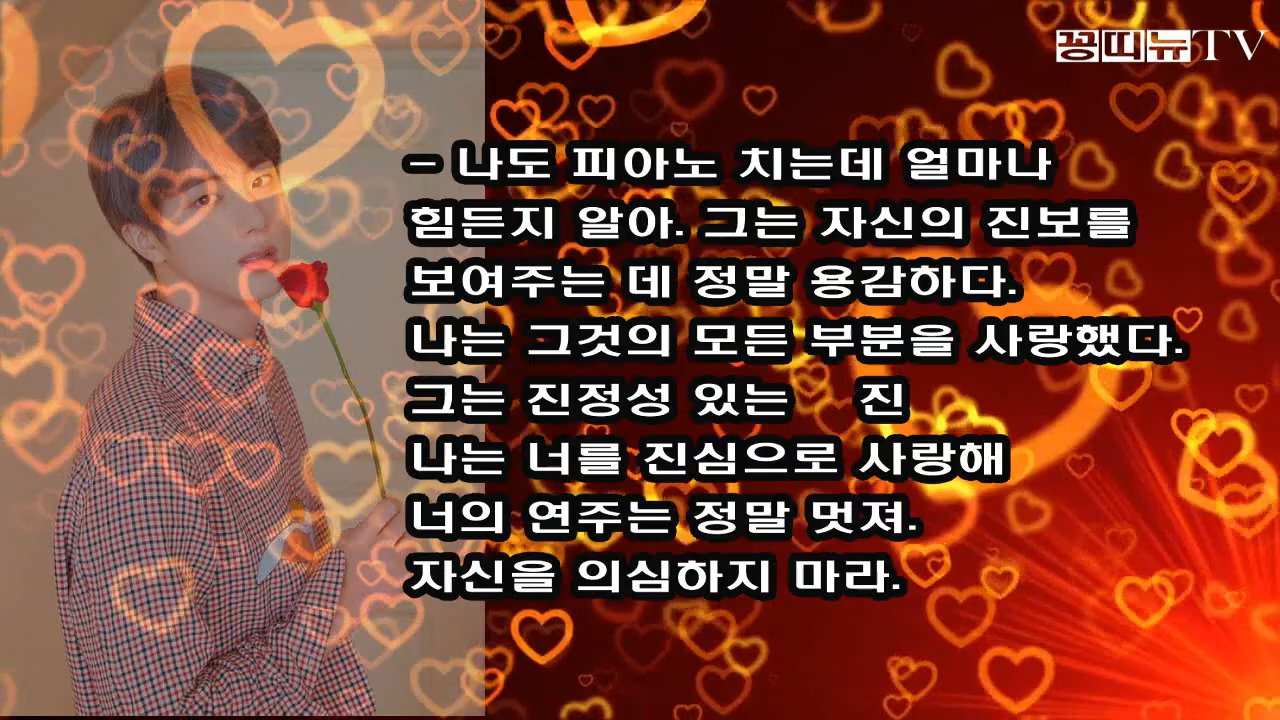 꽁띠뉴TV
- 나도 피아노 치는데 얼마나
힘든지 알아. 그는 자신의 진보를
보여주는 데 정말 용감하다.
나는 그것의 모든 부분을 사랑했다.
그는 진정성 있는 진
나는 너를 진심으로 사랑해
너의 연주는 정말 멋져.
자신을 의심하지 마라.